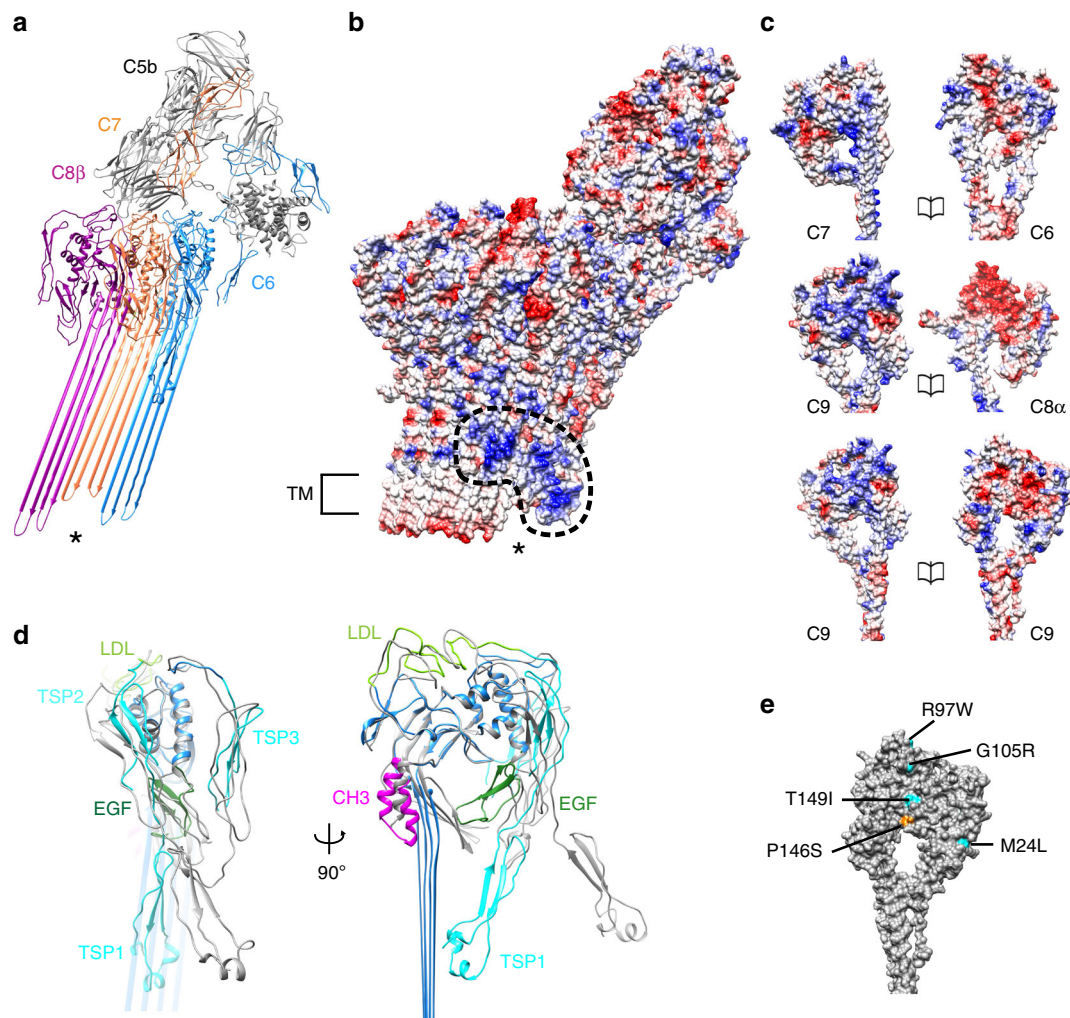 a
C5b
C7
C8β
C6
*
b
TM
*
c
C7
C6
C9
C8α
C9
C9
d
LDL
TSP2
TSP3
EGF
TSP1
LDL
CH3
90°
EGF
TSP1
e
R97W
G105R
T149I
P146S
M24L